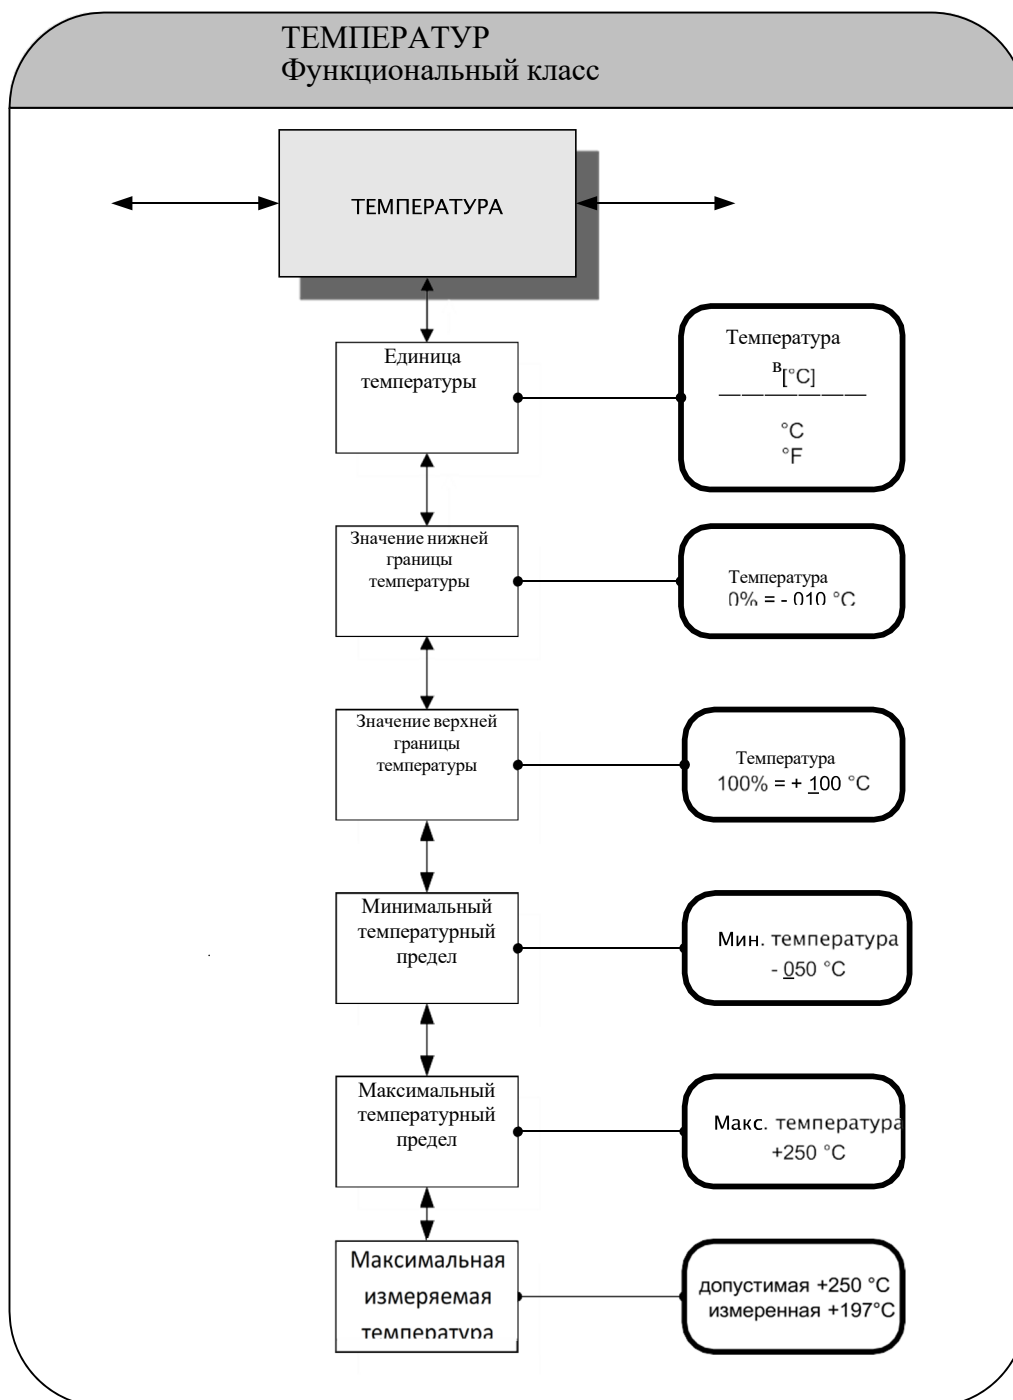 ТЕМПЕРАТУР
Функциональный класс
ТЕМПЕРАТУРА
Единица
температуры
Температура
в[°C]
°C
°F
Значение нижней
границы
температуры
Температура
0% = - 010 °C
Значение верхней
границы
температуры
Температура
100% = + 100 °C
Минимальный
температурный
предел
Мин. температура
- 050 °C
Максимальный
температурный
предел
Макс. температура
+250 °C
Максимальная
измеряемая
температура
допустимая +250 °C
измеренная +197°C